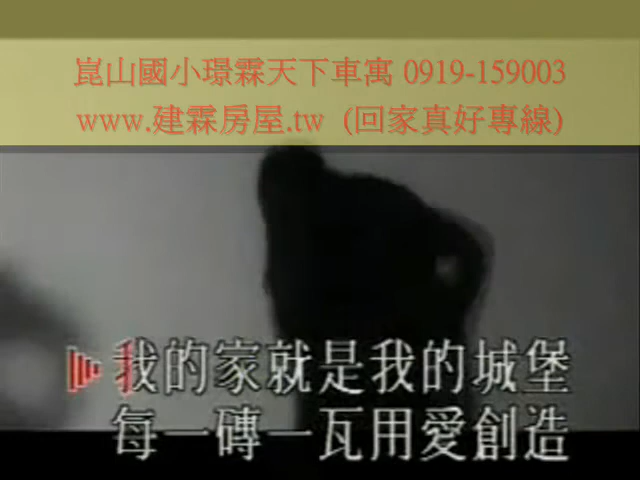 崑山國小璟霖天下車寓 0919-159003
www.建霖房屋.tw (回家真好專線)
我的家就是我的城堡
每一磚一瓦用愛創造